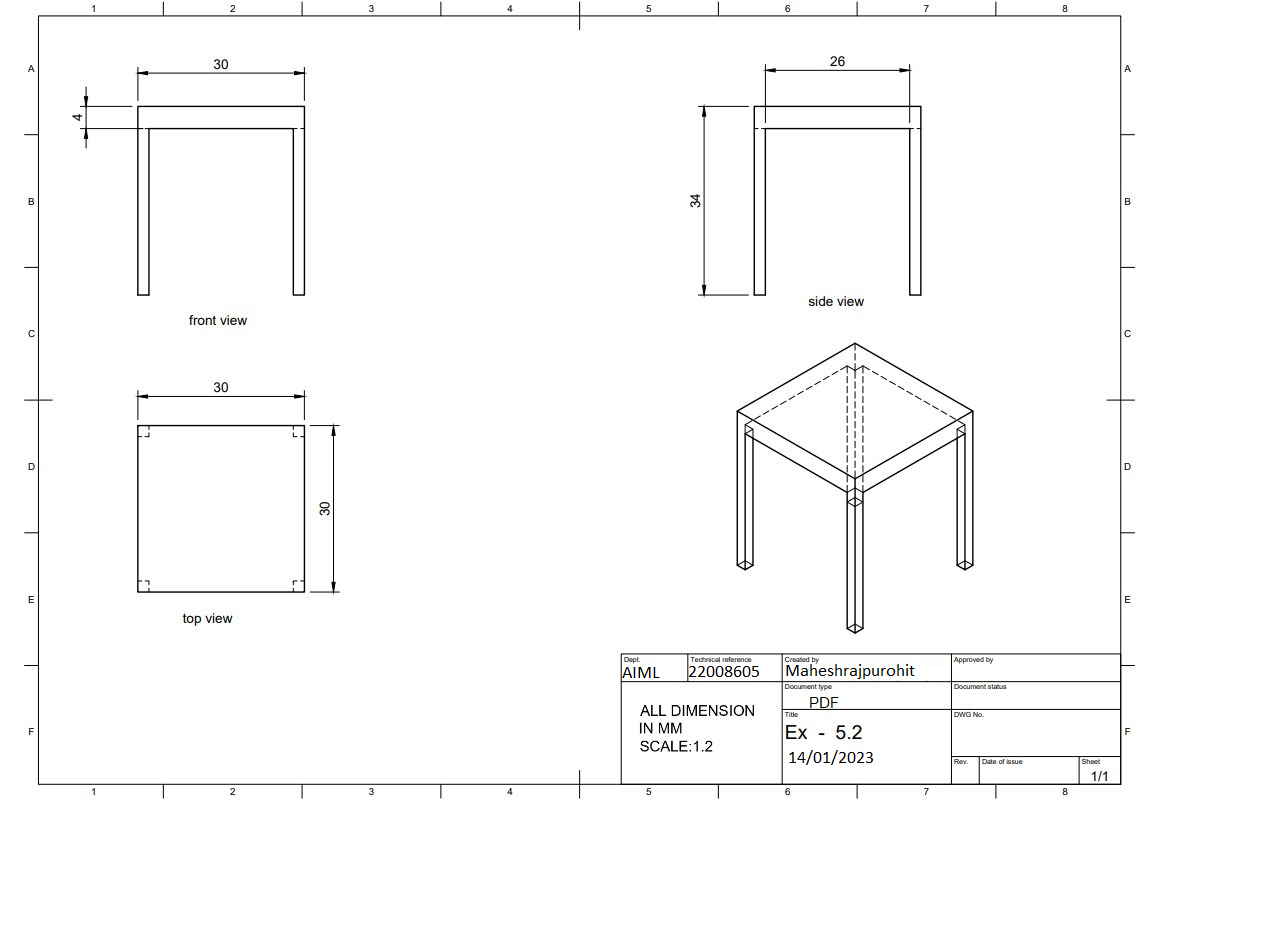 1 2 3 4 5 6 7 8
A A
30
26
4
B B
34
side view
front view
C C
30
D D
30
E E
top view
Dept. Technical reference Created by Approved by
AIML 22008605 Maheshrajpurohit
Document type Document status
PDF
ALL DIMENSION
IN MM
SCALE:1.2
Title DWG No.
Ex - 5.2
14/01/2023
F F
Rev. Date of issue Sheet
1/1
1 2 3 4 5 6 7 8